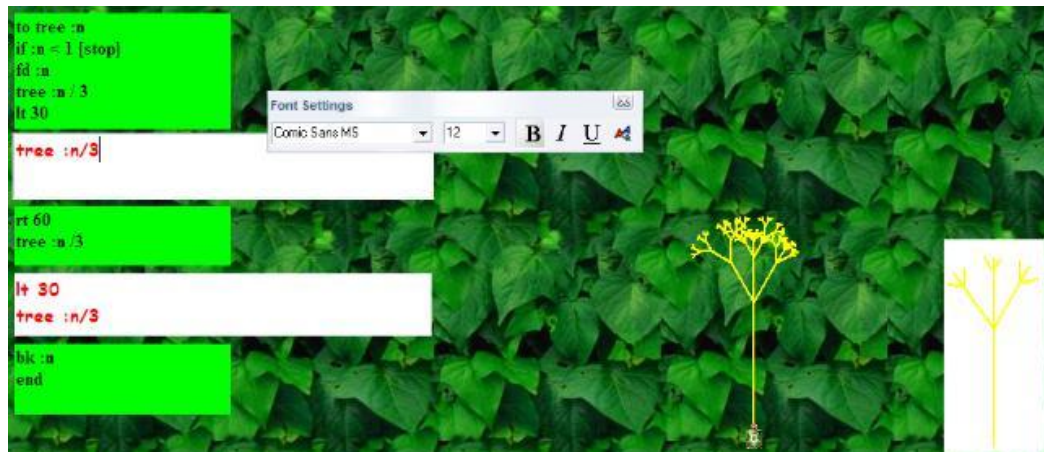 to tree :n
if :n < 1 [stop]
fd :n
tree :n / 3
lt 30
Font Settings
Comic Sans MS 12 B I U A
tree :n/3
rt 60
tree :n /3
lt 30
tree :n/3
bk :n
end